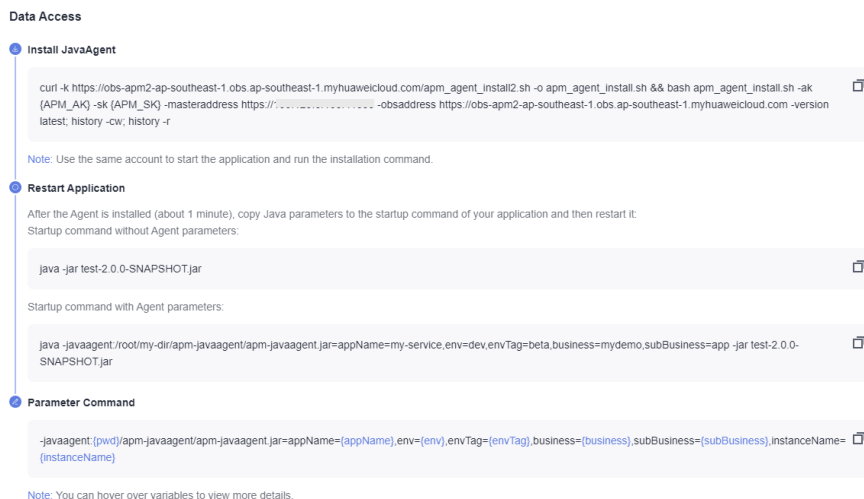 Data Access
Install JavaAgent
curl -k https://obs-apm2-ap-southeast-1.obs.ap-southeast-1.myhuaweicloud.com/apm_agent_install2.sh -o apm_agent_install.sh && bash apm_agent_install.sh -ak
{APM_AK} -sk {APM_SK} -masteraddress https:// -obsaddress https://obs-apm2-ap-southeast-1.obs.ap-southeast-1.myhuaweicloud.com -version
latest; history -cw; history -r
Note: Use the same account to start the application and run the installation command.
Restart Application
After the Agent is installed (about 1 minute), copy Java parameters to the startup command of your application and then restart it:
Startup command without Agent parameters:
java -jar test-2.0.0-SNAPSHOT.jar
Startup command with Agent parameters:
java -javaagent:/root/my-dir/apm-javaagent/apm-javaagent.jar=appName=my-service,env=dev,envTag=beta,business=mydemo,subBusiness=app -jar test-2.0.0-
SNAPSHOT.jar
Parameter Command
-javaagent:{pwd}/apm-javaagent/apm-javaagent.jar=appName={appName},env={env},envTag={envTag},business={business},subBusiness={subBusiness},instanceName=
{instanceName}
Note: You can hover over variables to view more details.